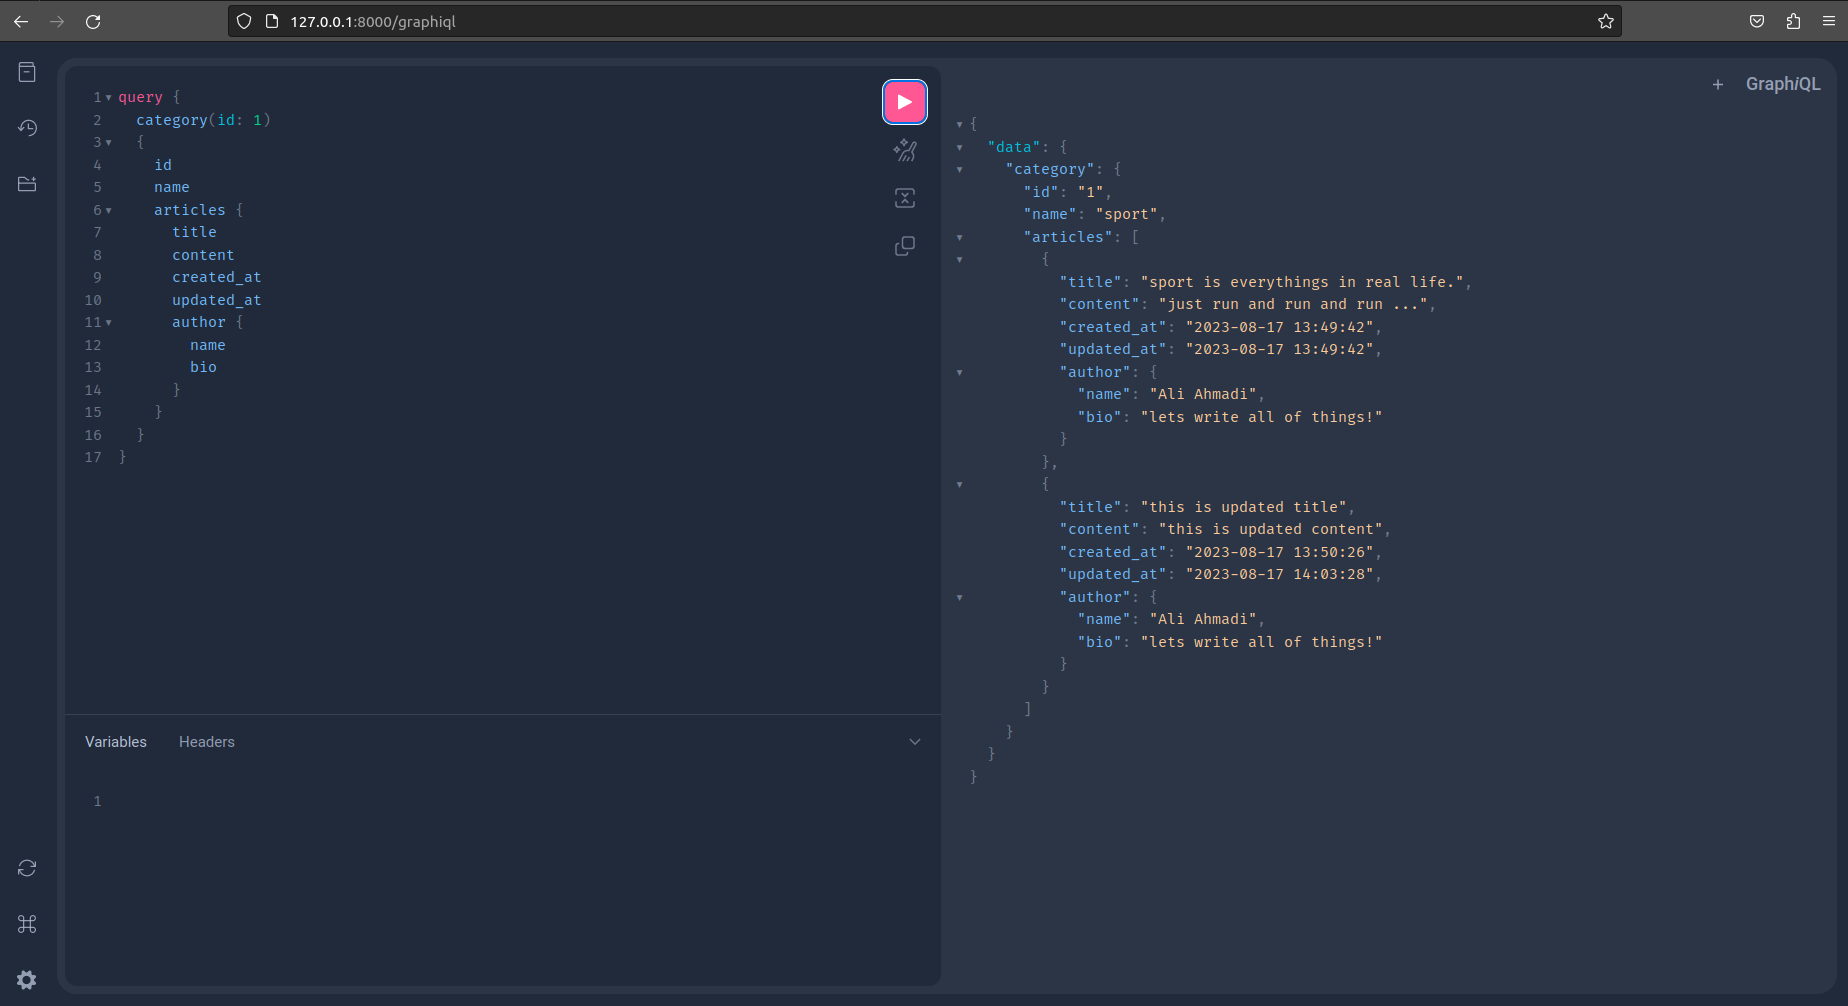 127.0.0.1:8000/graphiql
1 query {
2   category(id: 1)
3   {
4     id
5     name
6     articles {
7       title
8       content
9       created_at
10       updated_at
11       author {
12         name
13         bio
14       }
15     }
16   }
17 }
Variables Headers
1
+ GraphiQL
{
  "data": {
    "category": {
      "id": "1",
      "name": "sport",
      "articles": [
        {
          "title": "sport is everythings in real life.",
          "content": "just run and run and run ...",
          "created_at": "2023-08-17 13:49:42",
          "updated_at": "2023-08-17 13:49:42",
          "author": {
            "name": "Ali Ahmadi",
            "bio": "lets write all of things!"
          }
        },
        {
          "title": "this is updated title",
          "content": "this is updated content",
          "created_at": "2023-08-17 13:50:26",
          "updated_at": "2023-08-17 14:03:28",
          "author": {
            "name": "Ali Ahmadi",
            "bio": "lets write all of things!"
          }
        }
      ]
    }
  }
}